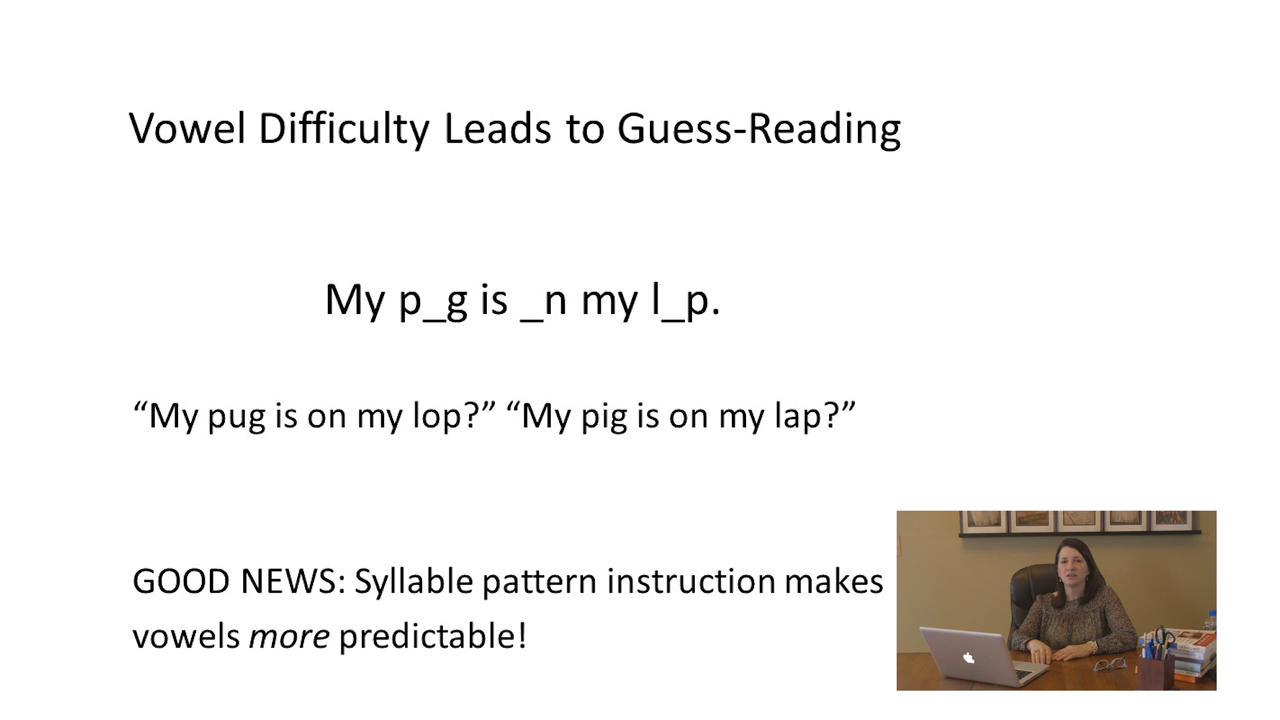 Vowel Difficulty Leads to Guess-Reading
My p_g is _n my l_p.
“My pug is on my lop?” “My pig is on my lap?”
GOOD NEWS: Syllable pattern instruction makes
vowels more predictable!